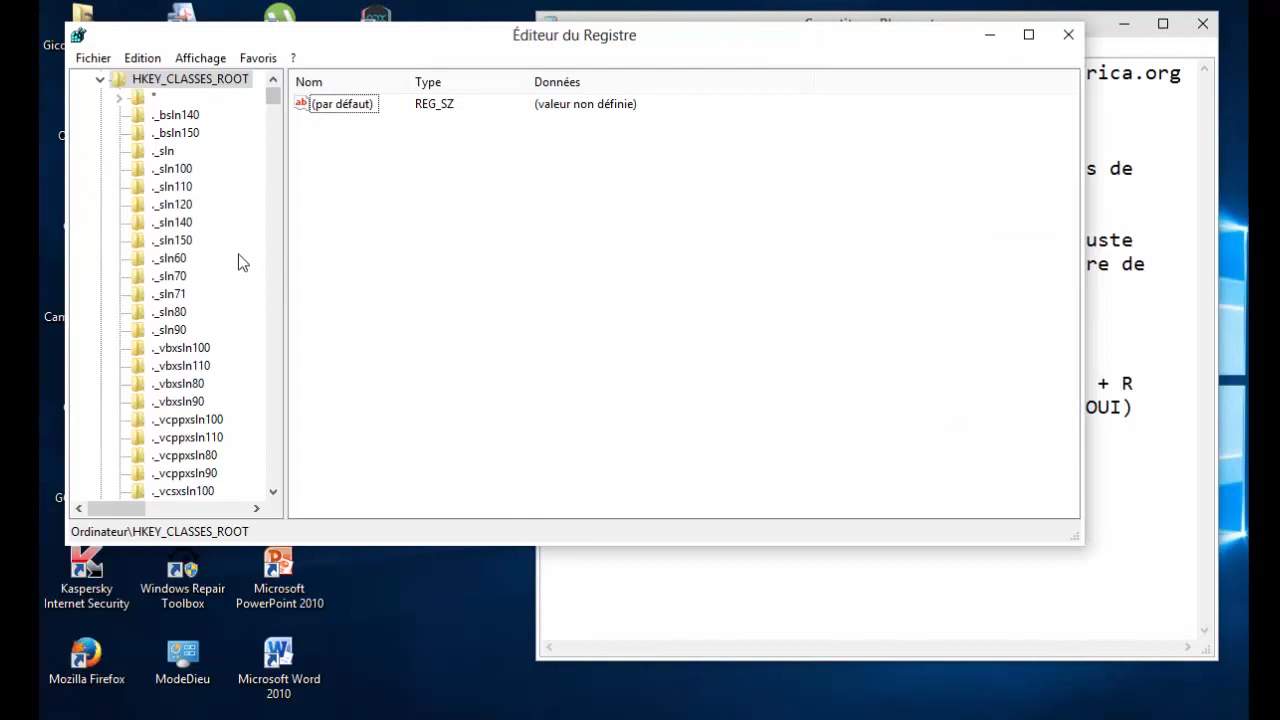 Éditeur du Registre
Fichier Edition Affichage Favoris ?
HKEY_CLASSES_ROOT
*
._bsln140
._bsln150
._sln
._sln100
._sln110
._sln120
._sln140
._sln150
._sln60
._sln70
._sln71
._sln80
._sln90
._vbxsln100
._vbxsln110
._vbxsln80
._vbxsln90
._vcppxsln100
._vcppxsln110
._vcppxsln80
._vcppxsln90
._vcsxsln100
Nom Type Données
ab (par défaut) REG_SZ (valeur non définie)
Ordinateur\HKEY_CLASSES_ROOT
rica.org
s de
uste
re de
+ R
OUI)
Kaspersky
Internet Security
Windows Repair
Toolbox
Microsoft
PowerPoint 2010
Mozilla Firefox
ModeDieu
Microsoft Word
2010